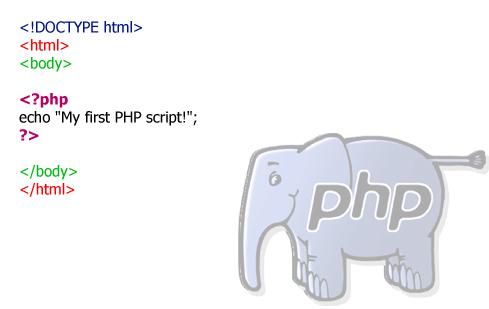 <!DOCTYPE html>
<html>
<body>
<?php
echo "My first PHP script!";
?>
</body>
</html>
php